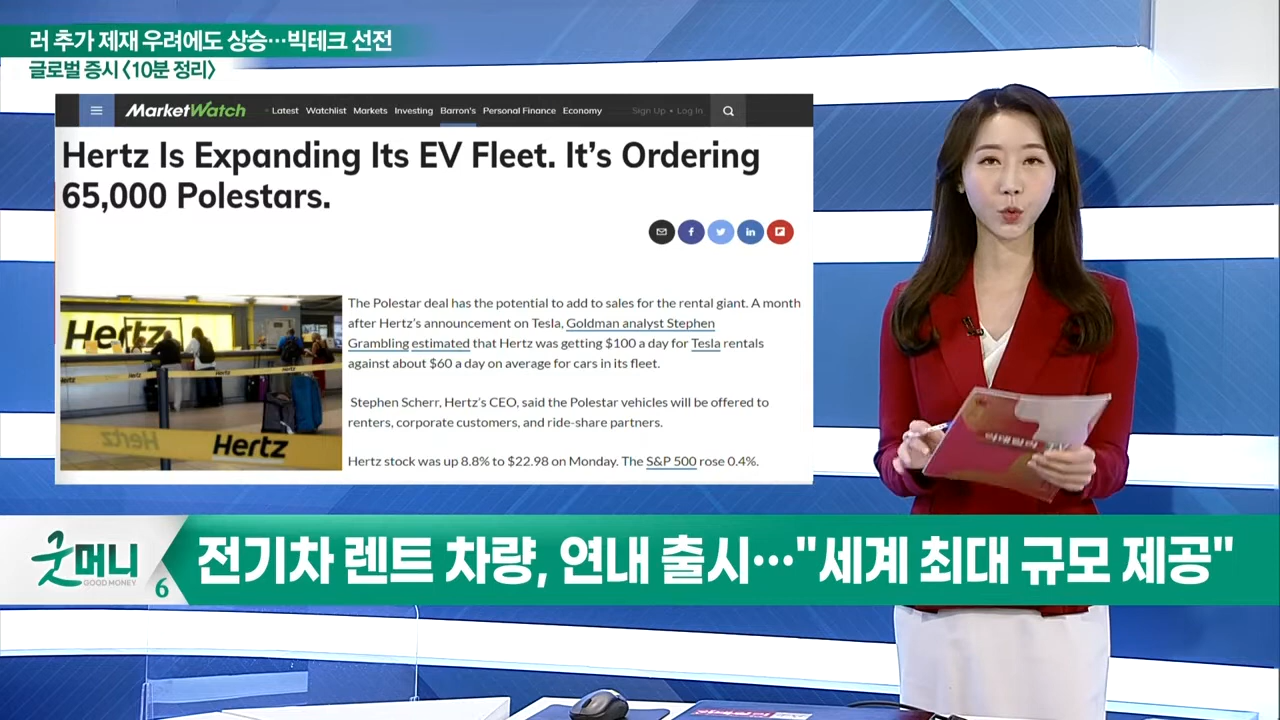 러 추가 제재 우려에도 상승…빅테크 선전
글로벌 증시 <10분 정리>
MarketWatch Latest Watchlist Markets Investing Barron's Personal Finance Economy Sign Up • Log In
Hertz Is Expanding Its EV Fleet. It's Ordering
65,000 Polestars.
The Polestar deal has the potential to add to sales for the rental giant. A month
after Hertz's announcement on Tesla, Goldman analyst Stephen
Grambling estimated that Hertz was getting $100 a day for Tesla rentals
against about $60 a day on average for cars in its fleet.
Stephen Scherr, Hertz's CEO, said the Polestar vehicles will be offered to
renters, corporate customers, and ride-share partners.
Hertz stock was up 8.8% to $22.98 on Monday. The S&P 500 rose 0.4%.
Hertz
Hertz
Hertz
굿머니
GOOD MONEY
6
전기차 렌트 차량, 연내 출시…"세계 최대 규모 제공"